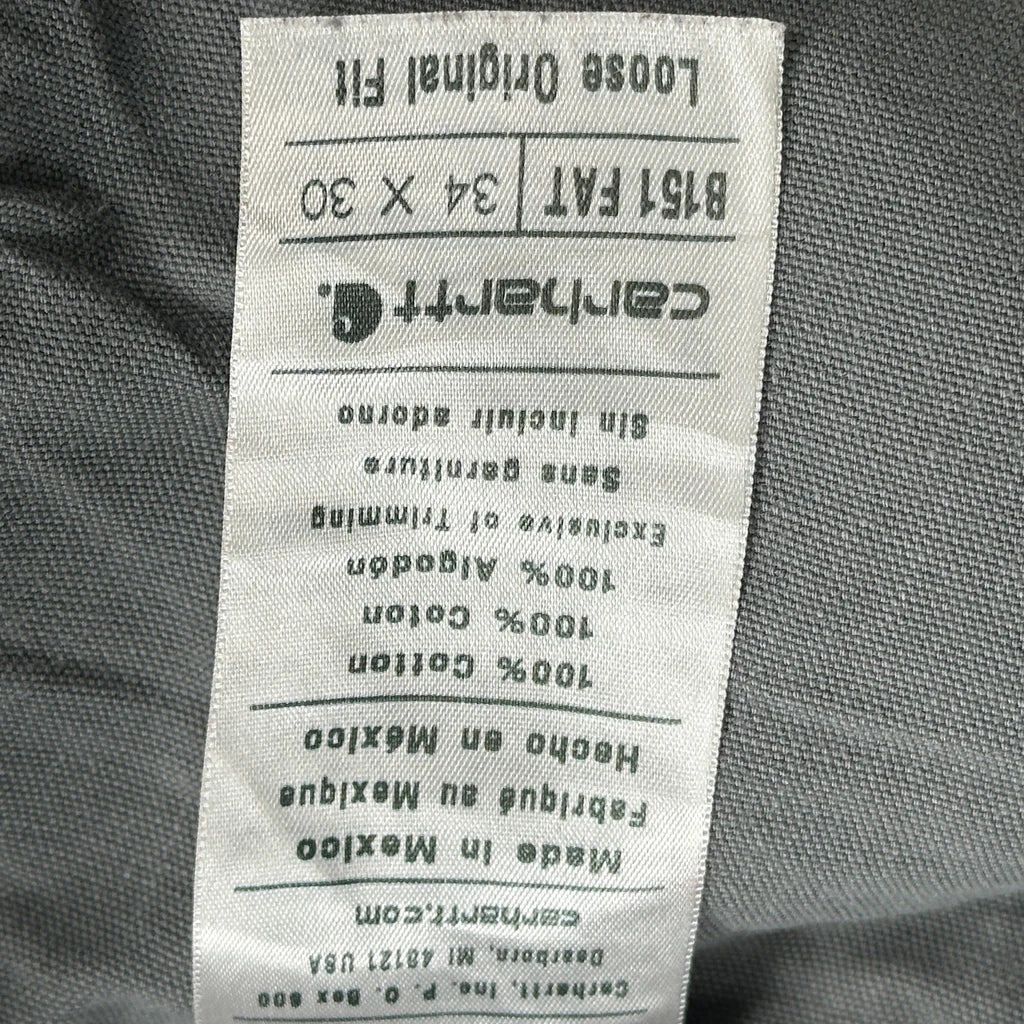 Carhartt, Inc. P. O. Box 600
Dearborn, MI 48121 USA
carhartt.com
Made in Mexico
Fabriqué au Mexique
Hecho en México
100% Cotton
100% Coton
100% Algodón
Exclusive of Trimming
Sans garniture
Sin incluir adorno
carhartt
B151 FAT 34 X 30
Loose Original Fit